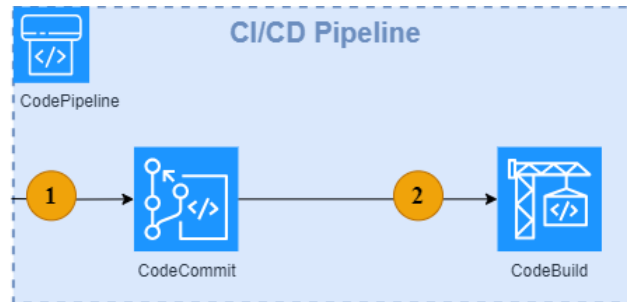 CI/CD Pipeline
</>
CodePipeline
1
2
</>
</>
CodeCommit
CodeBuild